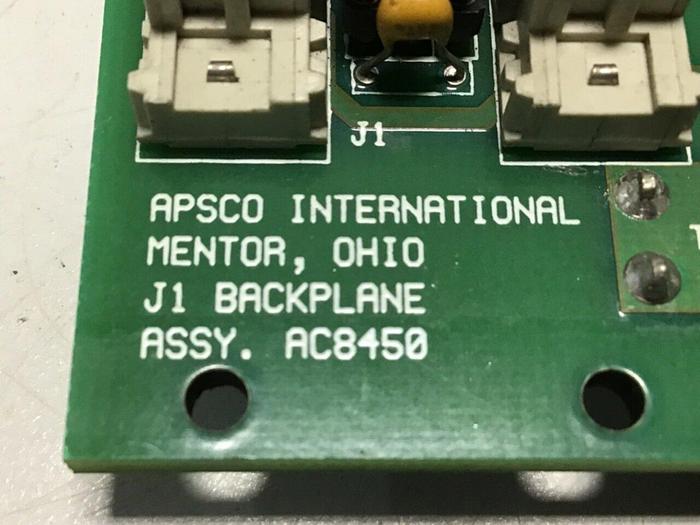 J1
APSCO INTERNATIONAL
MENTOR, OHIO
J1 BACKPLANE
ASSY. AC8450